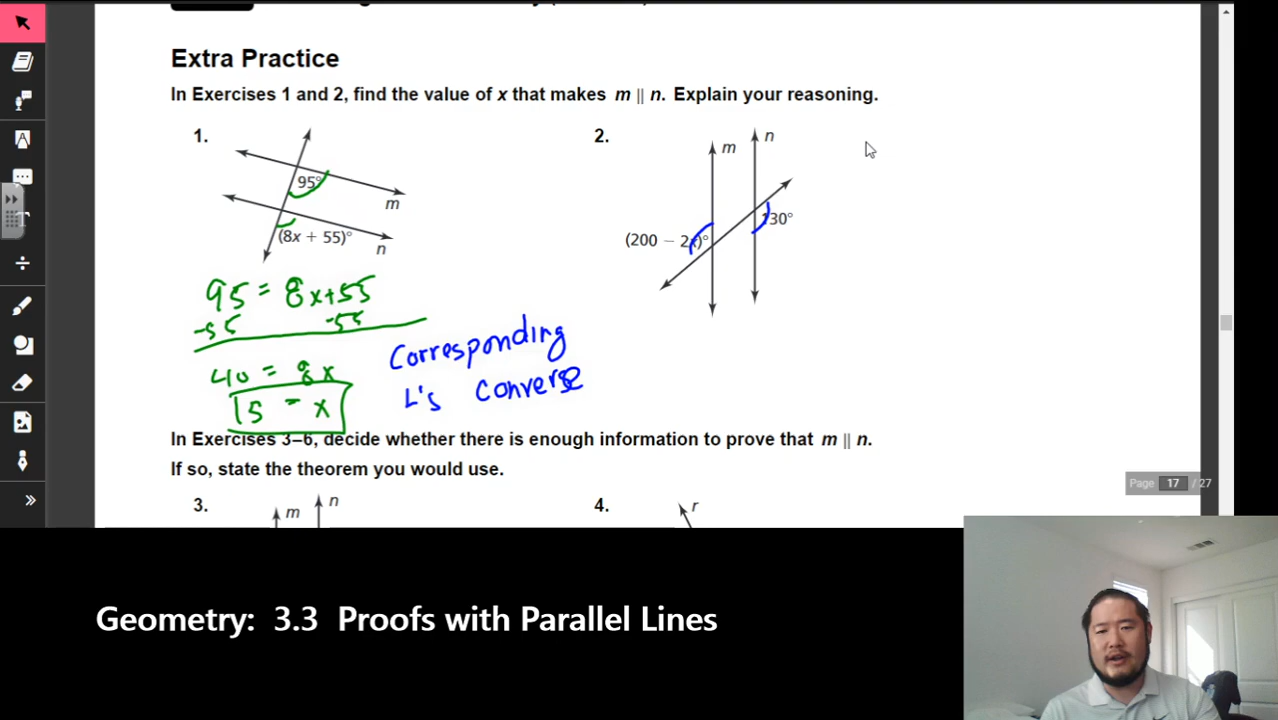 Extra Practice
In Exercises 1 and 2, find the value of x that makes m || n. Explain your reasoning.
1.
95°
m
(8x + 55)°
n
2.
m
n
(200 − 2x)°
130°
95 = 8x+55
-55 -55
40 = 8x
5 = x
Corresponding
∠'s Converse
In Exercises 3–6, decide whether there is enough information to prove that m || n.
If so, state the theorem you would use.
3.
m
n
4.
r
Page 17 / 27
Geometry: 3.3 Proofs with Parallel Lines